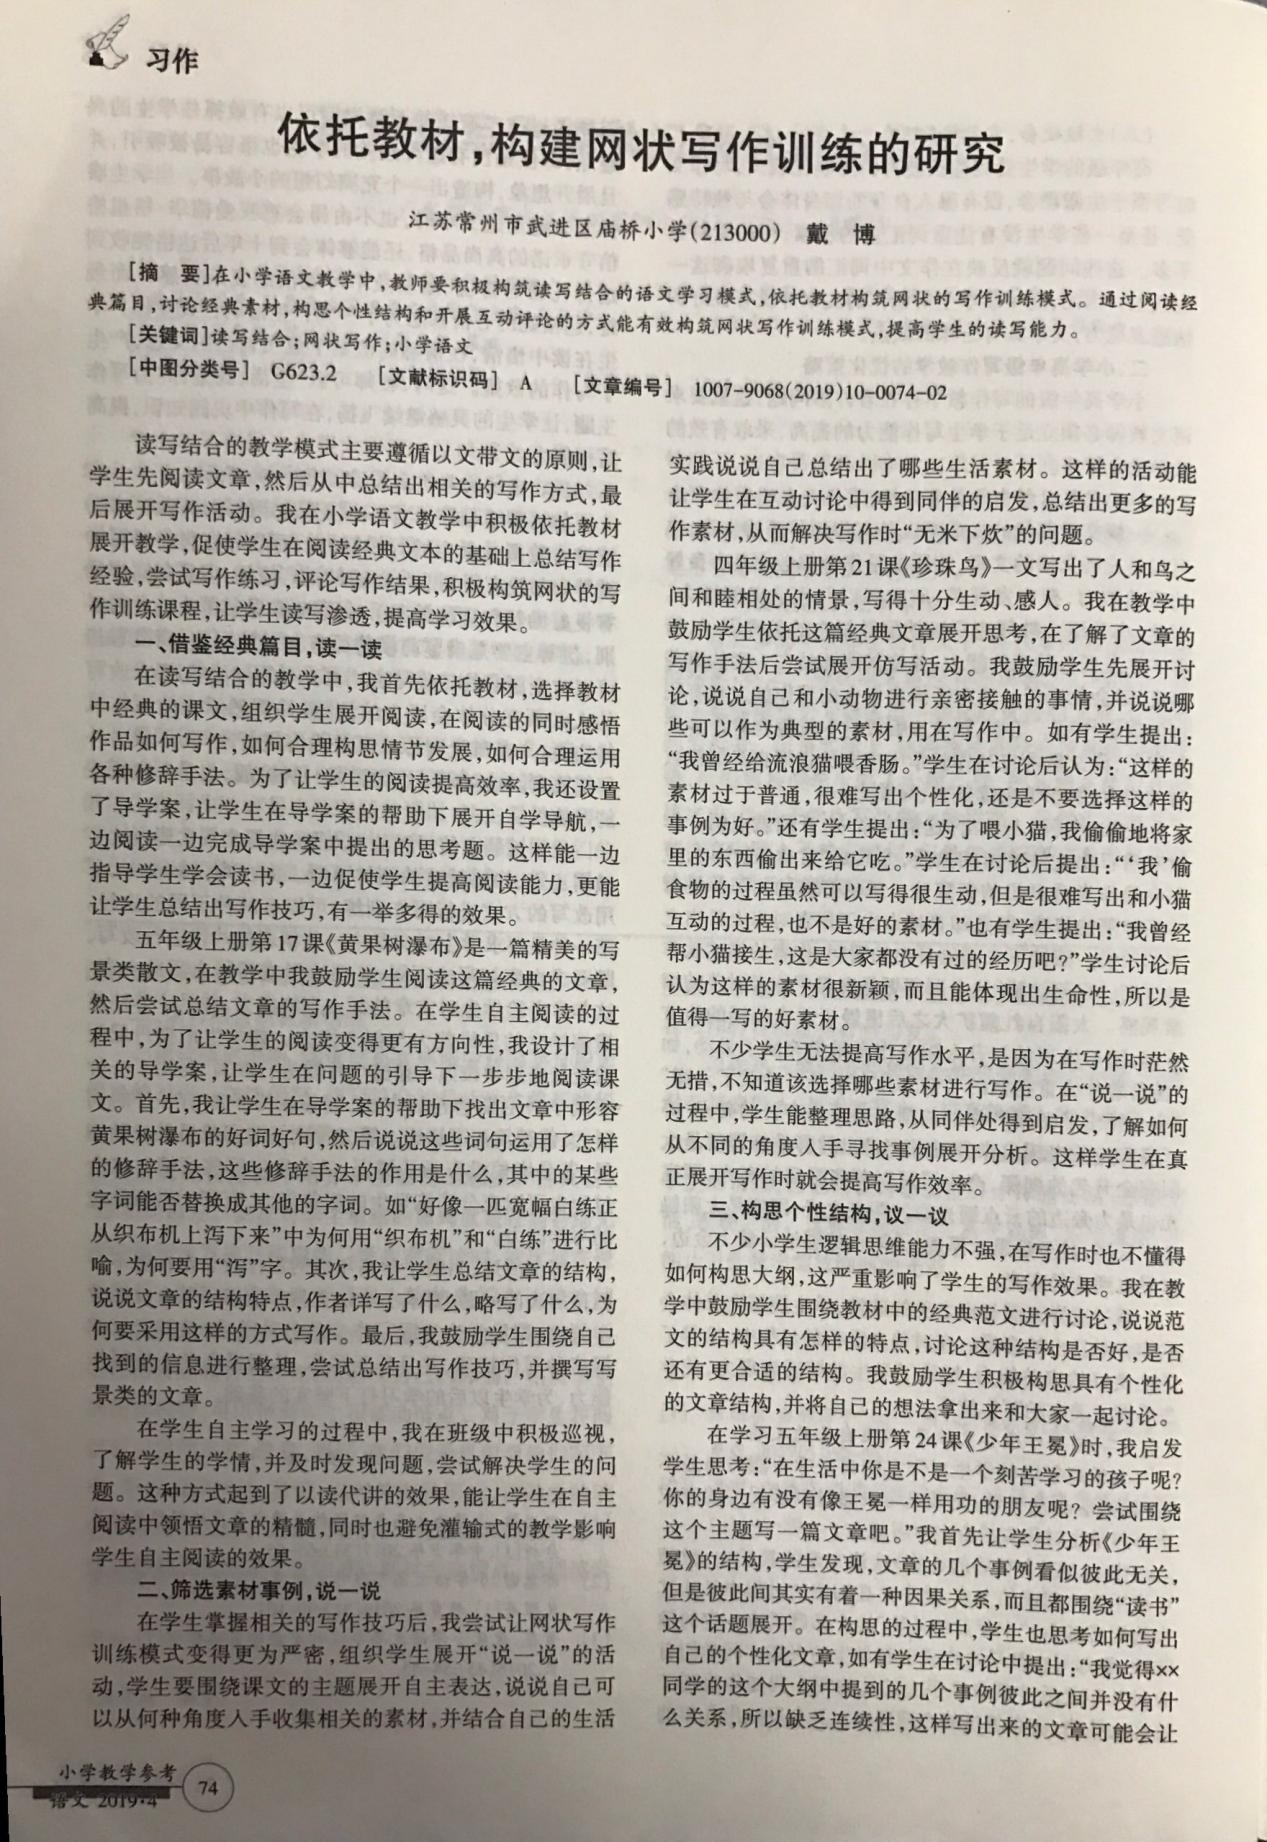 习作
依托教材,构建网状写作训练的研究
江苏常州市武进区庙桥小学(213000) 戴 博
[摘 要]在小学语文教学中,教师要积极构筑读写结合的语文学习模式,依托教材构筑网状的写作训练模式。通过阅读经
典篇目,讨论经典素材,构思个性结构和开展互动评论的方式能有效构筑网状写作训练模式,提高学生的读写能力。
[关键词]读写结合;网状写作;小学语文
[中图分类号] G623.2 [文献标识码] A [文章编号] 1007-9068(2019)10-0074-02
读写结合的教学模式主要遵循以文带文的原则,让
学生先阅读文章,然后从中总结出相关的写作方式,最
后展开写作活动。我在小学语文教学中积极依托教材
展开教学,促使学生在阅读经典文本的基础上总结写作
经验,尝试写作练习,评论写作结果,积极构筑网状的写
作训练课程,让学生读写渗透,提高学习效果。
一、借鉴经典篇目,读一读
在读写结合的教学中,我首先依托教材,选择教材
中经典的课文,组织学生展开阅读,在阅读的同时感悟
作品如何写作,如何合理构思情节发展,如何合理运用
各种修辞手法。为了让学生的阅读提高效率,我还设置
了导学案,让学生在导学案的帮助下展开自学导航,一
边阅读一边完成导学案中提出的思考题。这样能一边
指导学生学会读书,一边促使学生提高阅读能力,更能
让学生总结出写作技巧,有一举多得的效果。
五年级上册第17课《黄果树瀑布》是一篇精美的写
景类散文,在教学中我鼓励学生阅读这篇经典的文章,
然后尝试总结文章的写作手法。在学生自主阅读的过
程中,为了让学生的阅读变得更有方向性,我设计了相
关的导学案,让学生在问题的引导下一步步地阅读课
文。首先,我让学生在导学案的帮助下找出文章中形容
黄果树瀑布的好词好句,然后说说这些词句运用了怎样
的修辞手法,这些修辞手法的作用是什么,其中的某些
字词能否替换成其他的字词。如“好像一匹宽幅白练正
从织布机上泻下来”中为何用“织布机”和“白练”进行比
喻,为何要用“泻”字。其次,我让学生总结文章的结构,
说说文章的结构特点,作者详写了什么,略写了什么,为
何要采用这样的方式写作。最后,我鼓励学生围绕自己
找到的信息进行整理,尝试总结出写作技巧,并撰写写
景类的文章。
在学生自主学习的过程中,我在班级中积极巡视,
了解学生的学情,并及时发现问题,尝试解决学生的问
题。这种方式起到了以读代讲的效果,能让学生在自主
阅读中领悟文章的精髓,同时也避免灌输式的教学影响
学生自主阅读的效果。
二、筛选素材事例,说一说
在学生掌握相关的写作技巧后,我尝试让网状写作
训练模式变得更为严密,组织学生展开“说一说”的活
动,学生要围绕课文的主题展开自主表达,说说自己可
以从何种角度入手收集相关的素材,并结合自己的生活
实践说说自己总结出了哪些生活素材。这样的活动能
让学生在互动讨论中得到同伴的启发,总结出更多的写
作素材,从而解决写作时“无米下炊”的问题。
四年级上册第21课《珍珠鸟》一文写出了人和鸟之
间和睦相处的情景,写得十分生动、感人。我在教学中
鼓励学生依托这篇经典文章展开思考,在了解了文章的
写作手法后尝试展开仿写活动。我鼓励学生先展开讨
论,说说自己和小动物进行亲密接触的事情,并说说哪
些可以作为典型的素材,用在写作中。如有学生提出:
“我曾经给流浪猫喂香肠。”学生在讨论后认为:“这样的
素材过于普通,很难写出个性化,还是不要选择这样的
事例为好。”还有学生提出:“为了喂小猫,我偷偷地将家
里的东西偷出来给它吃。”学生在讨论后提出:“‘我’偷
食物的过程虽然可以写得很生动,但是很难写出和小猫
互动的过程,也不是好的素材。”也有学生提出:“我曾经
帮小猫接生,这是大家都没有过的经历吧?”学生讨论后
认为这样的素材很新颖,而且能体现出生命性,所以是
值得一写的好素材。
不少学生无法提高写作水平,是因为在写作时茫然
无措,不知道该选择哪些素材进行写作。在“说一说”的
过程中,学生能整理思路,从同伴处得到启发,了解如何
从不同的角度入手寻找事例展开分析。这样学生在真
正展开写作时就会提高写作效率。
三、构思个性结构,议一议
不少小学生逻辑思维能力不强,在写作时也不懂得
如何构思大纲,这严重影响了学生的写作效果。我在教
学中鼓励学生围绕教材中的经典范文进行讨论,说说范
文的结构具有怎样的特点,讨论这种结构是否好,是否
还有更合适的结构。我鼓励学生积极构思具有个性化
的文章结构,并将自己的想法拿出来和大家一起讨论。
在学习五年级上册第24课《少年王冕》时,我启发
学生思考:“在生活中你是不是一个刻苦学习的孩子呢?
你的身边有没有像王冕一样用功的朋友呢?尝试围绕
这个主题写一篇文章吧。”我首先让学生分析《少年王
冕》的结构,学生发现,文章的几个事例看似彼此无关,
但是彼此间其实有着一种因果关系,而且都围绕“读书”
这个话题展开。在构思的过程中,学生也思考如何写出
自己的个性化文章,如有学生在讨论中提出:“我觉得××
同学的这个大纲中提到的几个事例彼此之间并没有什
么关系,所以缺乏连续性,这样写出来的文章可能会让
小学教学参考
语文 2019·4
74